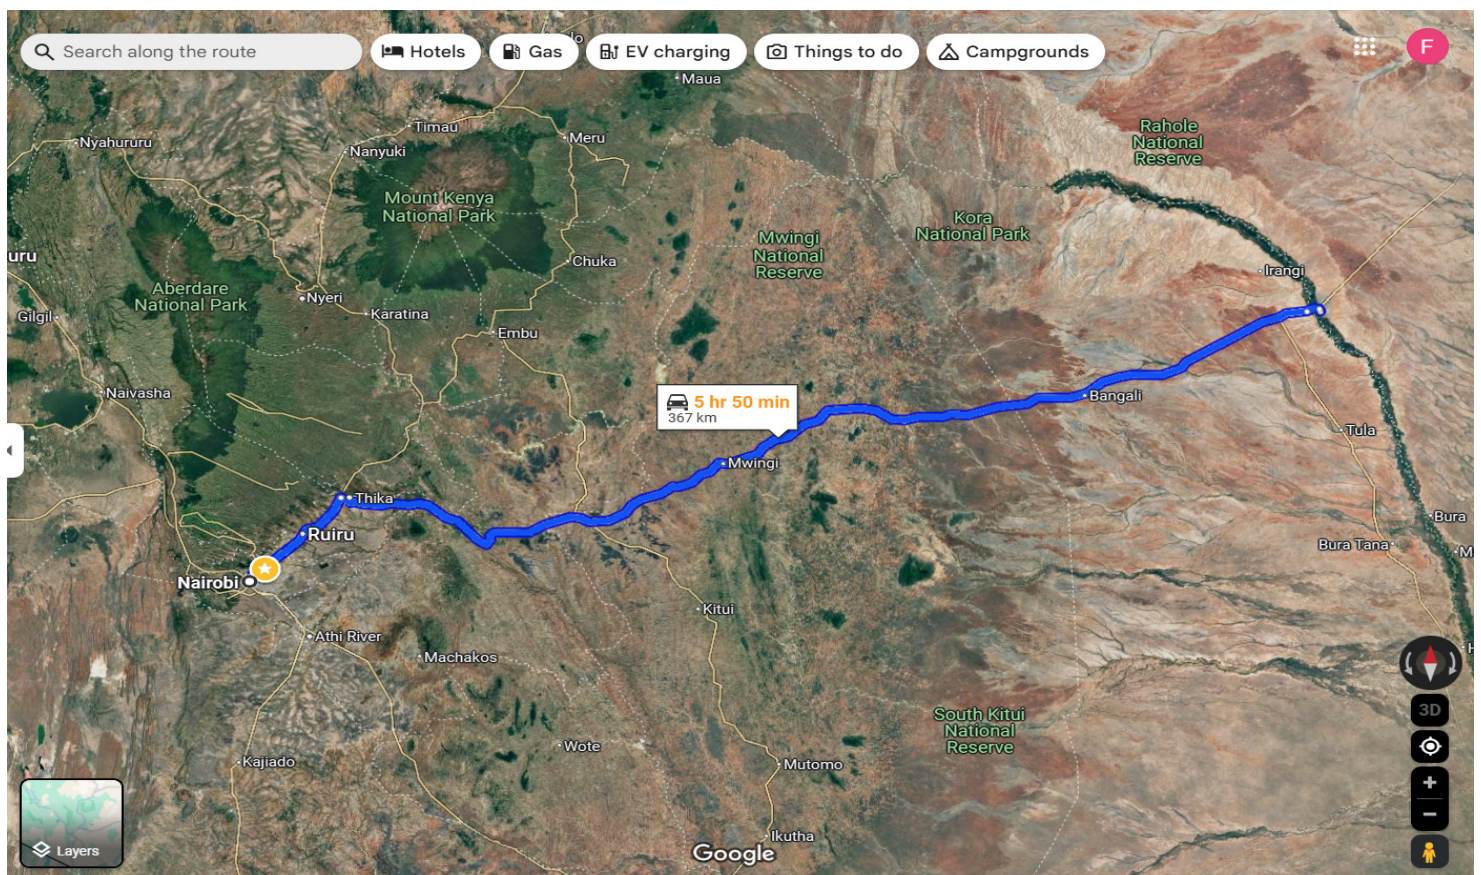 Search along the route
Hotels
Gas
EV charging
Things to do
Campgrounds
F
Maua
Timau
Meru
Nyahururu
Nanyuki
Rahole
National
Reserve
Mount Kenya
National Park
Kora
National Park
Mwingi
National
Reserve
uru
Chuka
Irangi
Aberdare
National Park
Nyeri
Karatina
Gilgil
Embu
Naivasha
5 hr 50 min
367 km
Bangali
Tula
Mwingi
Thika
Ruiru
Bura
Bura Tana
M
Nairobi
Kitui
Athi River
Machakos
H
South Kitui
National
Reserve
3D
Wote
Kajiado
Mutomo
Ikutha
Layers
Google